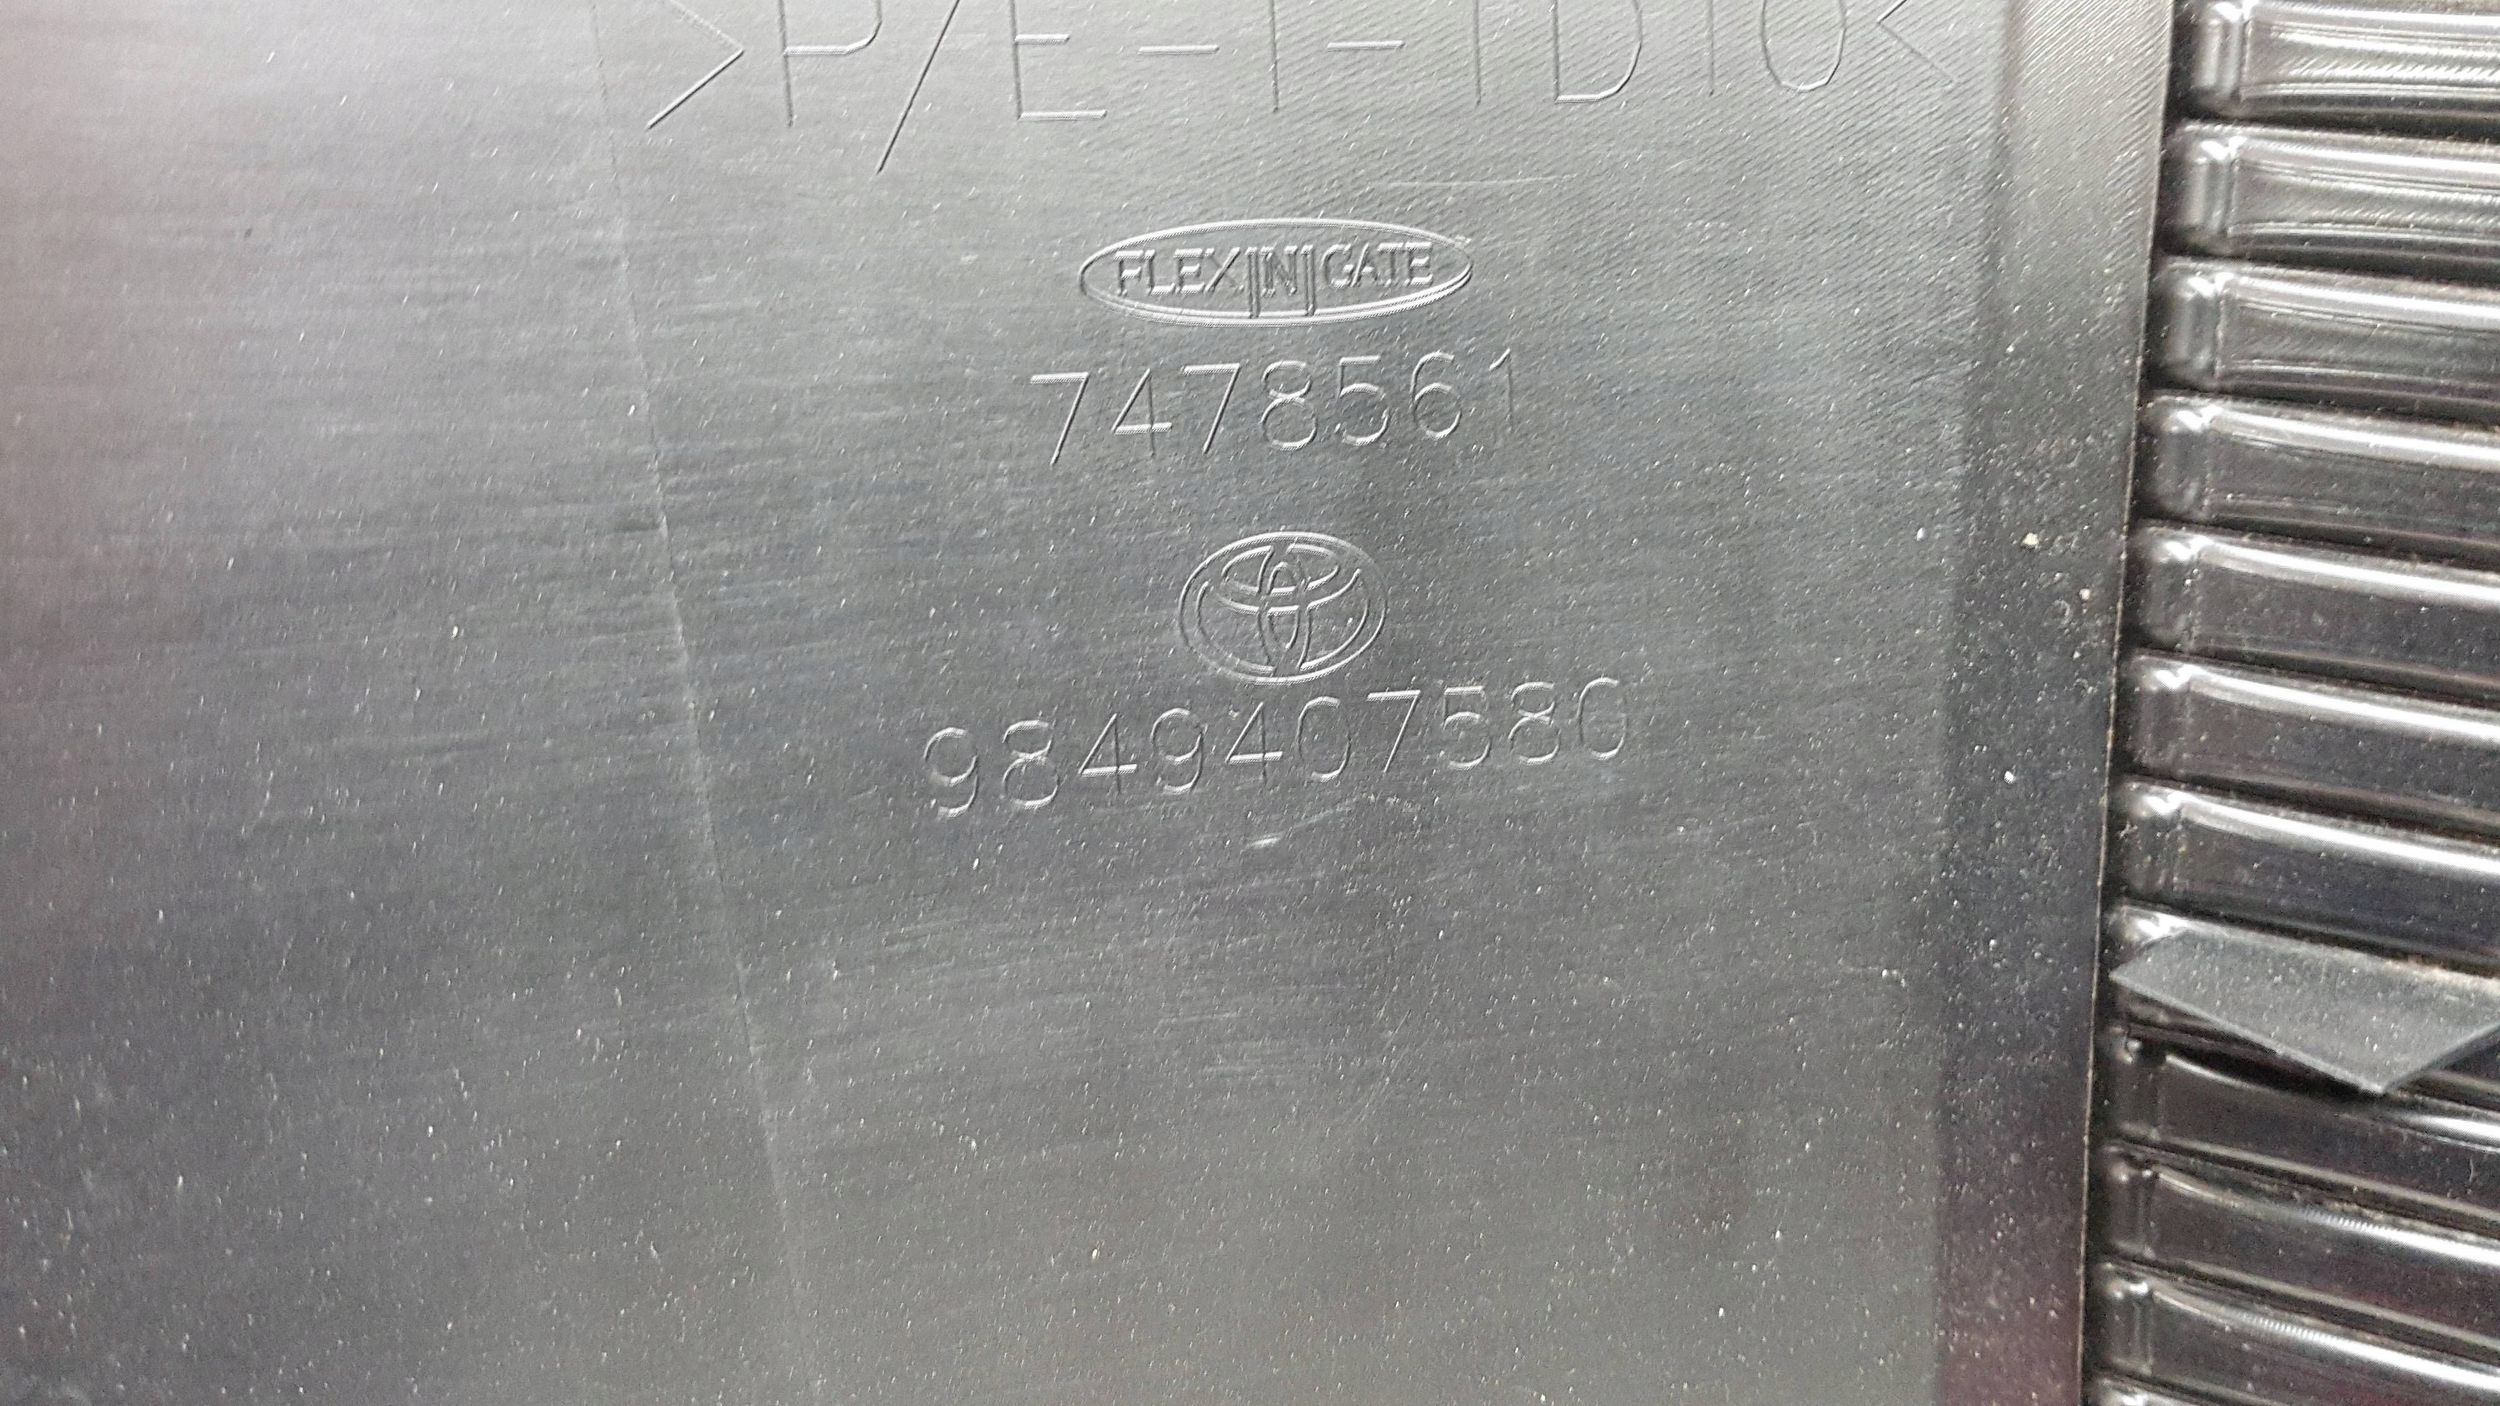 >P/E-I-TD10<
FLEX|N|GATE
7478561
9849407580